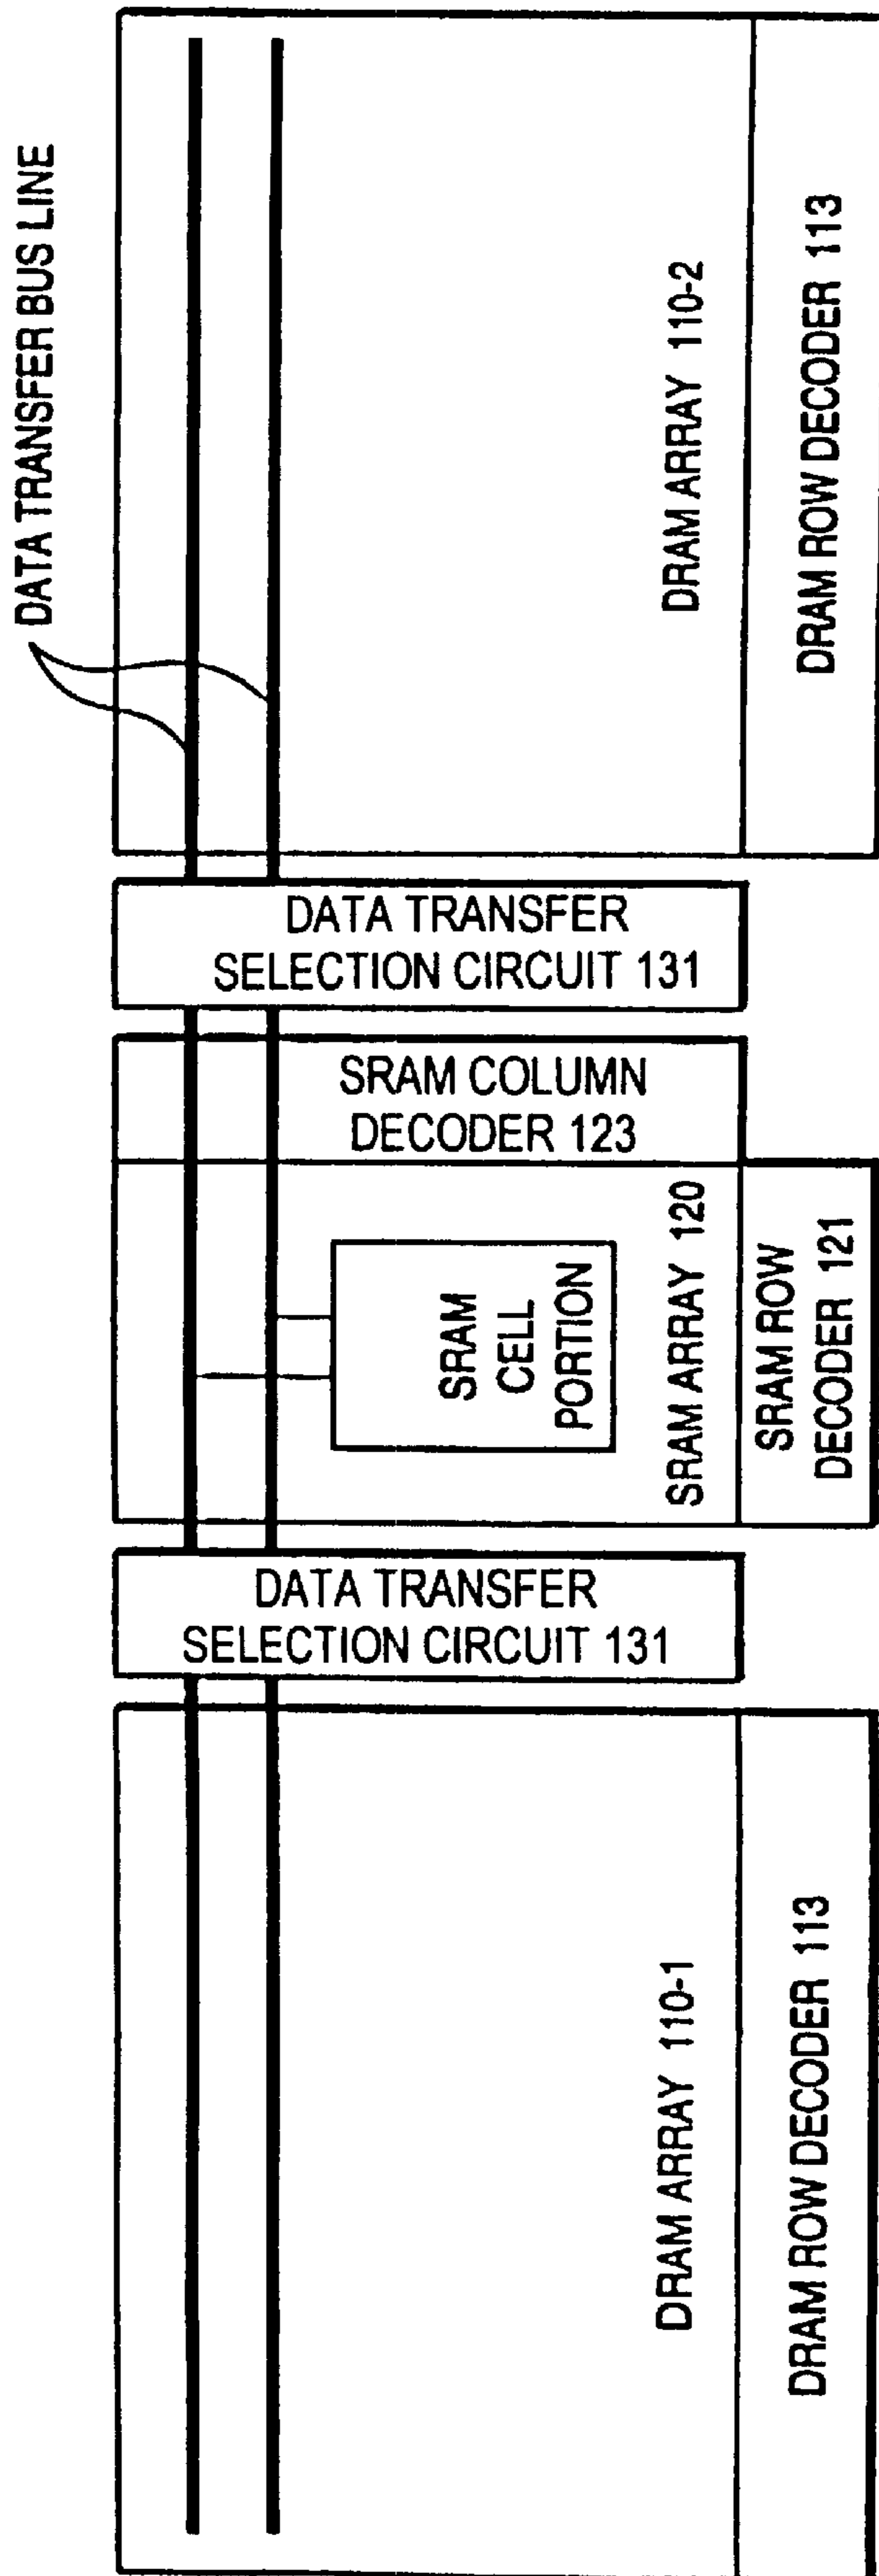 DATA TRANSFER BUS LINE
DRAM ARRAY 110-2
DRAM ROW DECODER 113
DATA TRANSFER
SELECTION CIRCUIT 131
SRAM COLUMN
DECODER 123
SRAM
CELL
PORTION
SRAM ARRAY 120
SRAM ROW
DECODER 121
DATA TRANSFER
SELECTION CIRCUIT 131
DRAM ARRAY 110-1
DRAM ROW DECODER 113